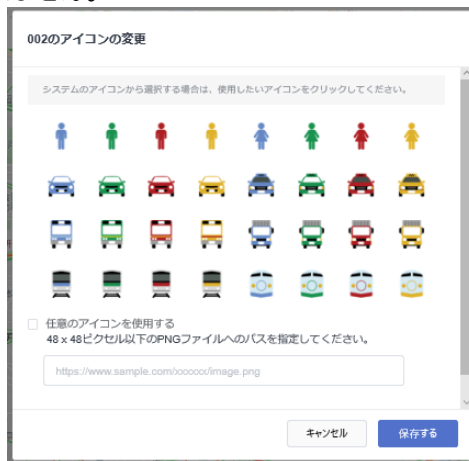 002のアイコンの変更
システムのアイコンから選択する場合は、使用したいアイコンをクリックしてください。
任意のアイコンを使用する
48 x 48ピクセル以下のPNGファイルへのパスを指定してください。
https://www.sample.com/xxxxxx/image.png
キャンセル
保存する